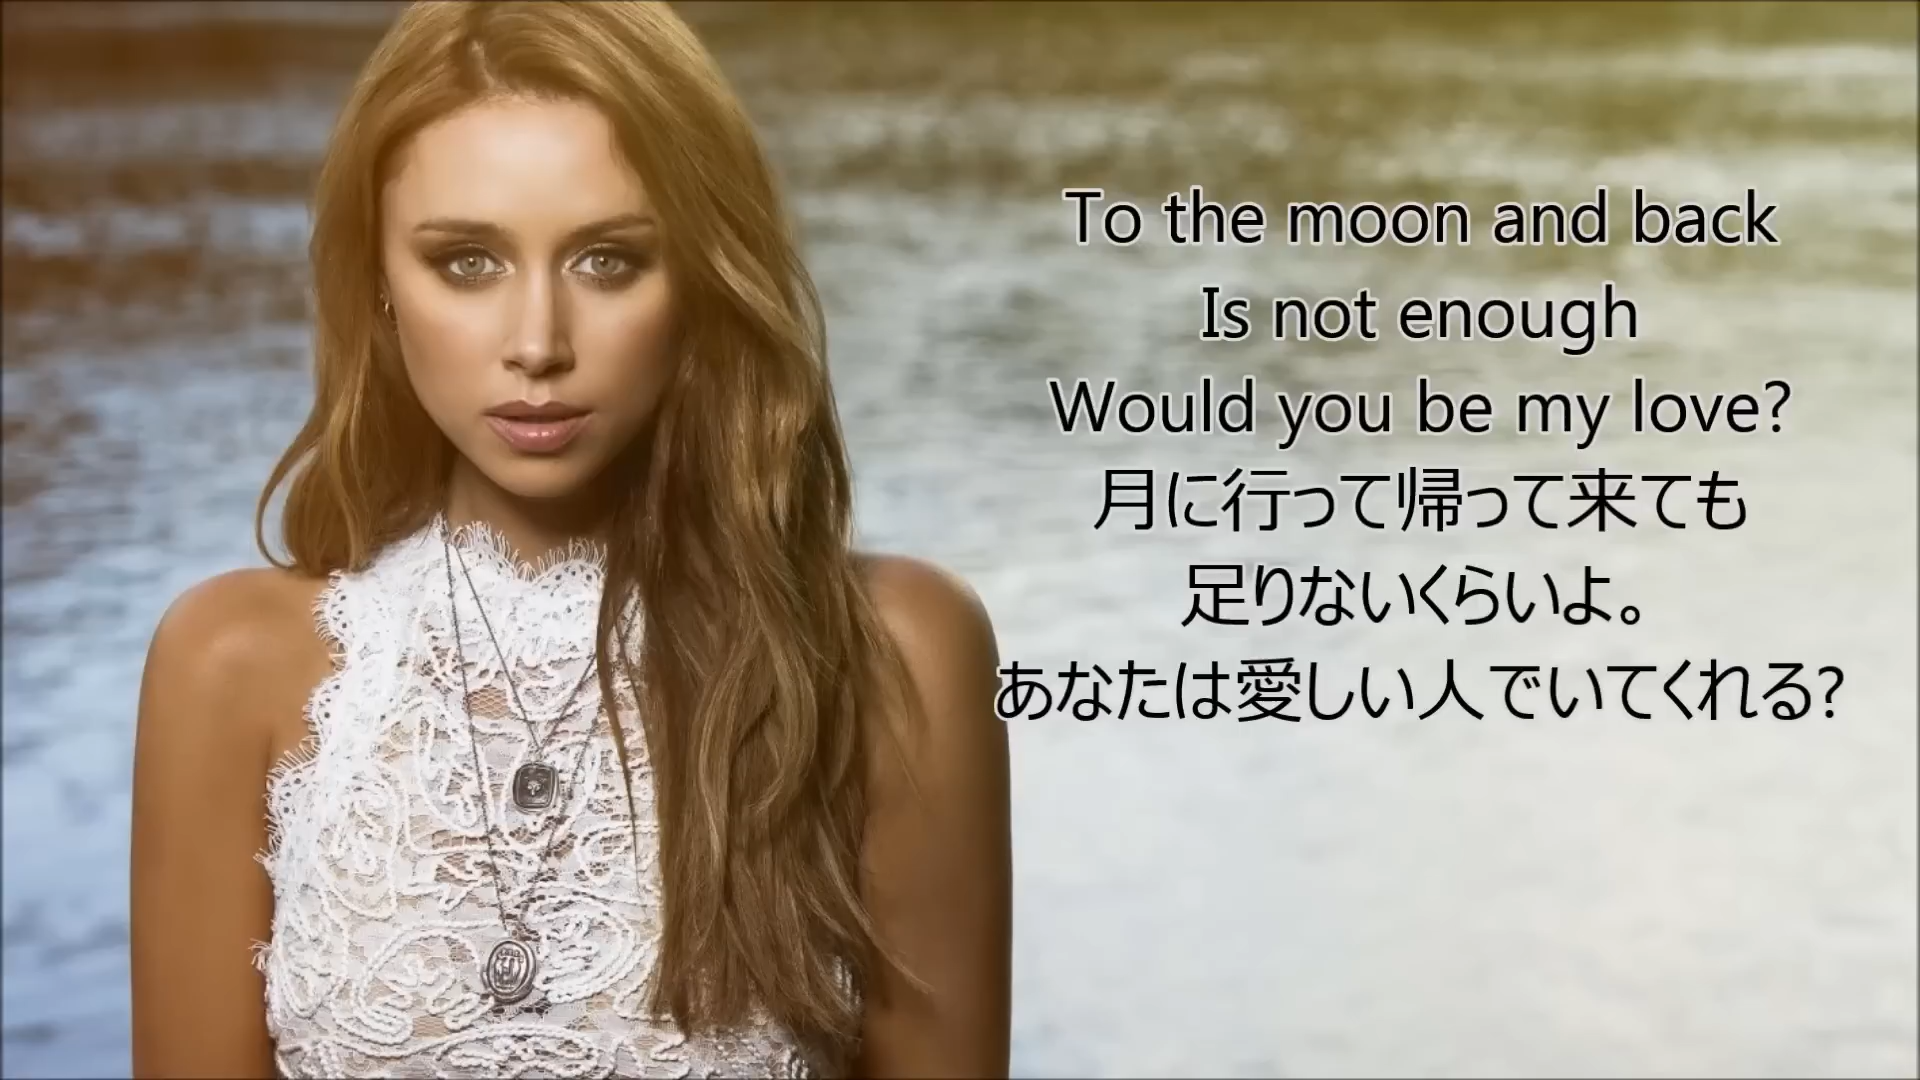 To the moon and back
Is not enough
Would you be my love?
月に行って帰って来ても
足りないくらいよ。
あなたは愛しい人でいてくれる?